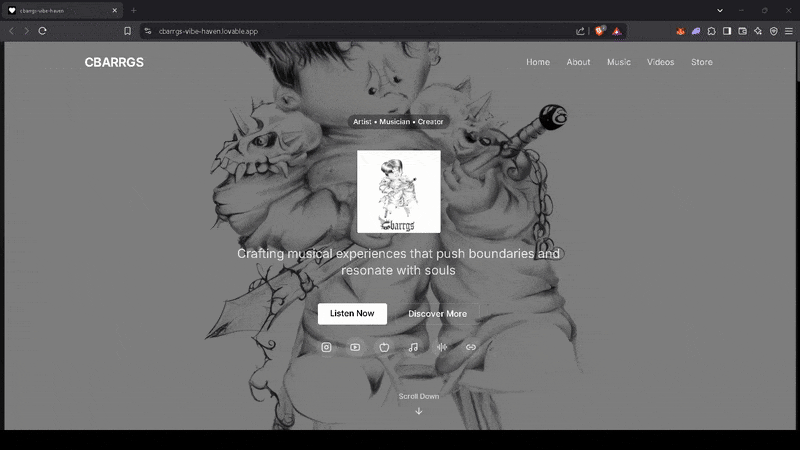 cbarrgs-vibe-haven
cbarrgs-vibe-haven.lovable.app
CBARRGS
Home
About
Music
Videos
Store
Artist • Musician • Creator
Cbarrgs
Crafting musical experiences that push boundaries and
resonate with souls
Listen Now
Discover More
Scroll Down